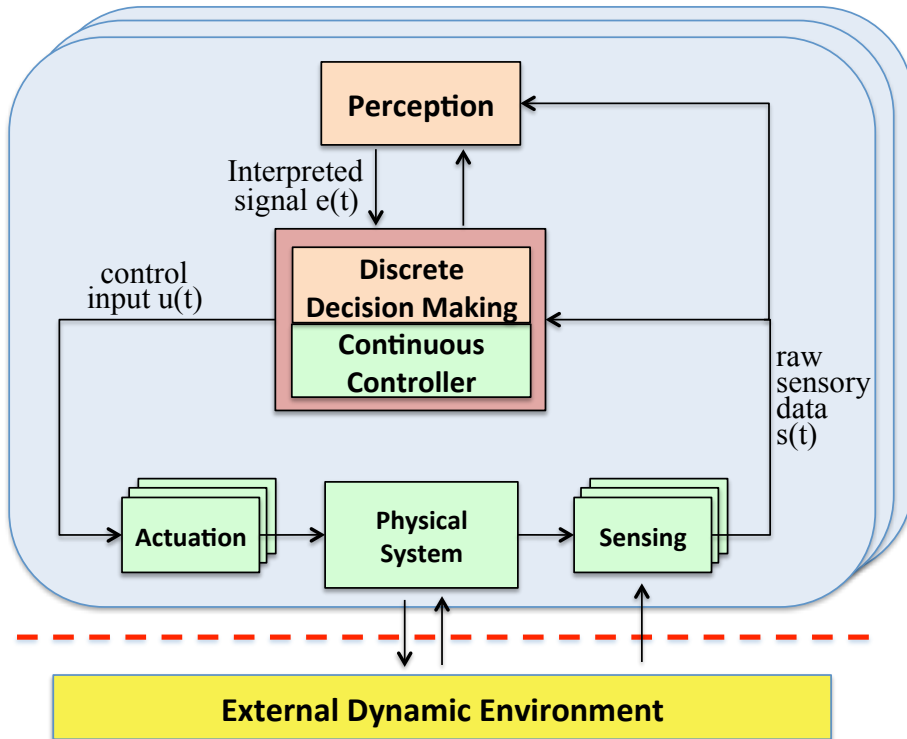 Perception
Interpreted
signal e(t)
control
input u(t)
Discrete
Decision Making
Continuous
Controller
raw
sensory
data
s(t)
Actuation
Physical
System
Sensing
External Dynamic Environment